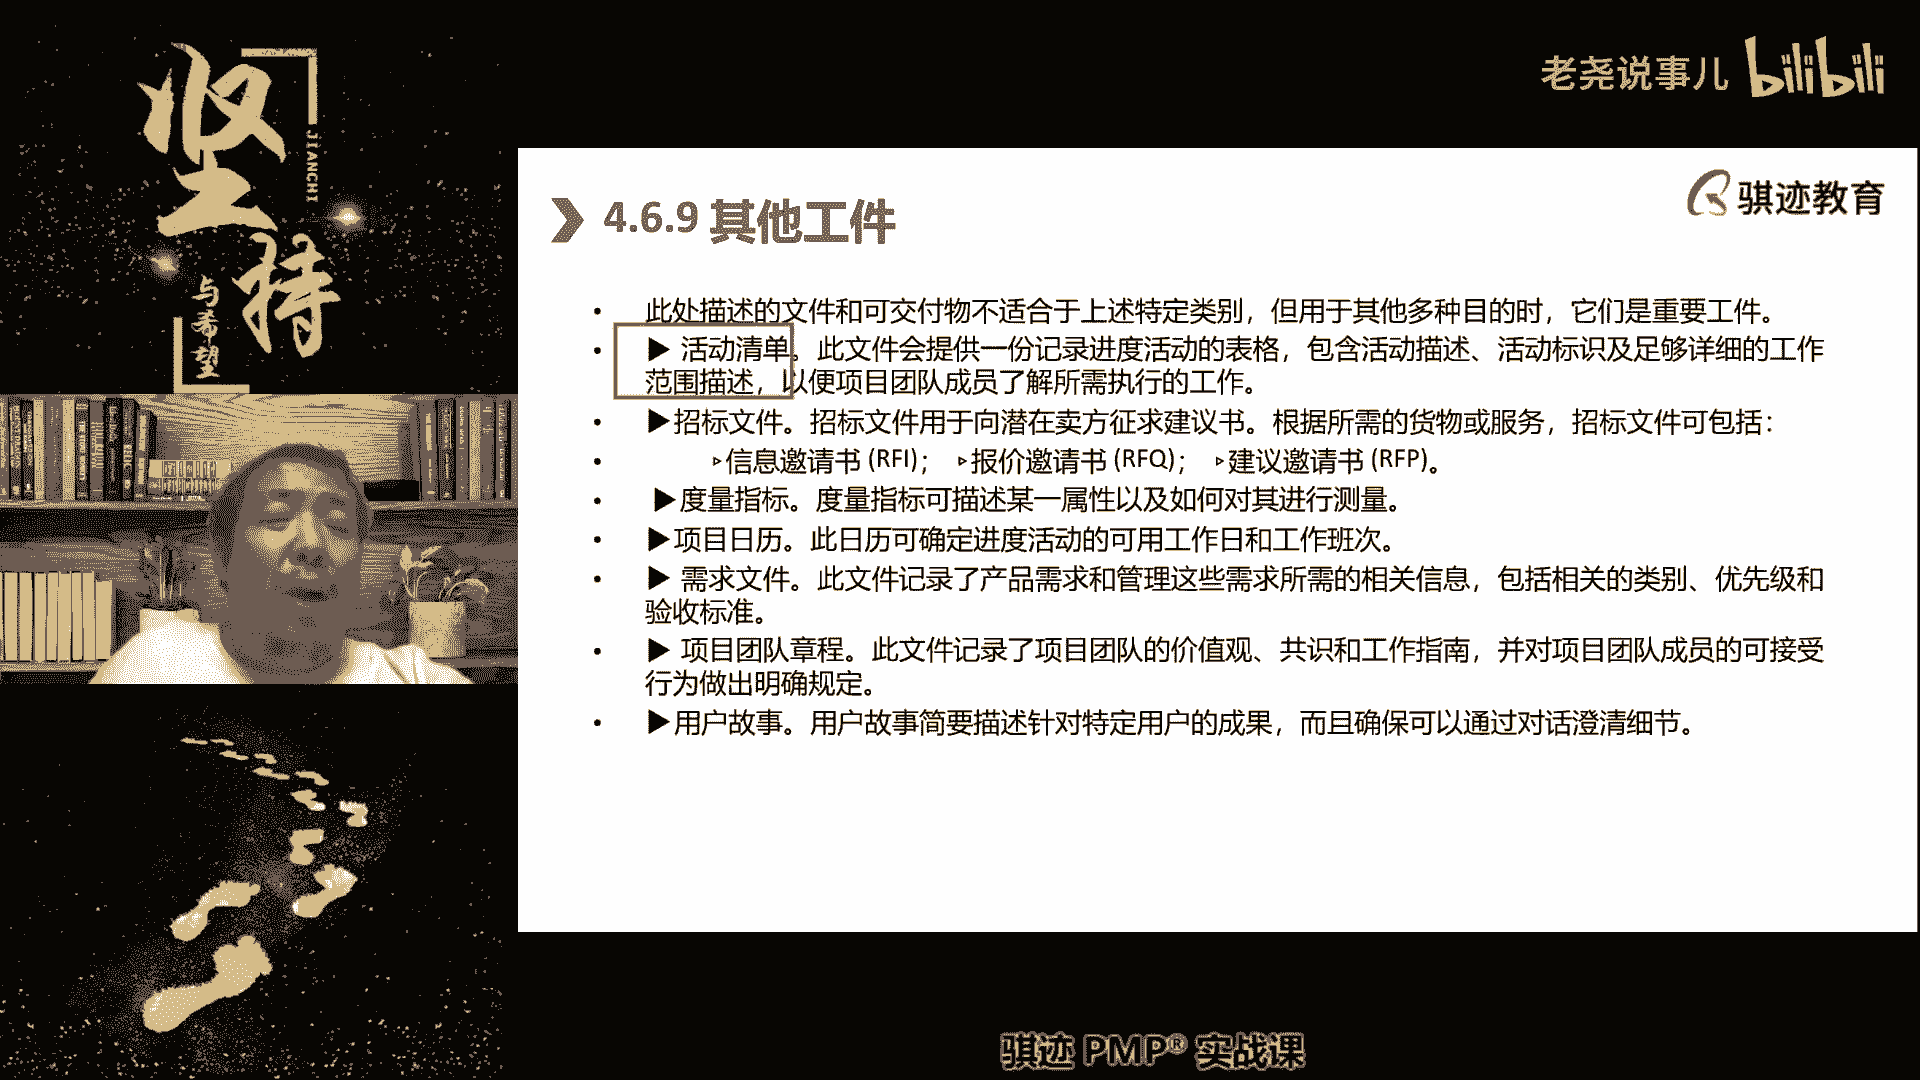 坚持
JIANCHI
与希望
老尧说事儿 bilibili
骐迹教育
4.6.9 其他工件
• 此处描述的文件和可交付物不适合于上述特定类别，但用于其他多种目的时，它们是重要工件。
• ▶ 活动清单。此文件会提供一份记录进度活动的表格，包含活动描述、活动标识及足够详细的工作
范围描述，以便项目团队成员了解所需执行的工作。
• ▶招标文件。招标文件用于向潜在卖方征求建议书。根据所需的货物或服务，招标文件可包括：
• ▹信息邀请书 (RFI)； ▹报价邀请书 (RFQ)； ▹建议邀请书 (RFP)。
• ▶度量指标。度量指标可描述某一属性以及如何对其进行测量。
• ▶项目日历。此日历可确定进度活动的可用工作日和工作班次。
• ▶ 需求文件。此文件记录了产品需求和管理这些需求所需的相关信息，包括相关的类别、优先级和
验收标准。
• ▶ 项目团队章程。此文件记录了项目团队的价值观、共识和工作指南，并对项目团队成员的可接受
行为做出明确规定。
• ▶用户故事。用户故事简要描述针对特定用户的成果，而且确保可以通过对话澄清细节。
骐迹 PMP® 实战课